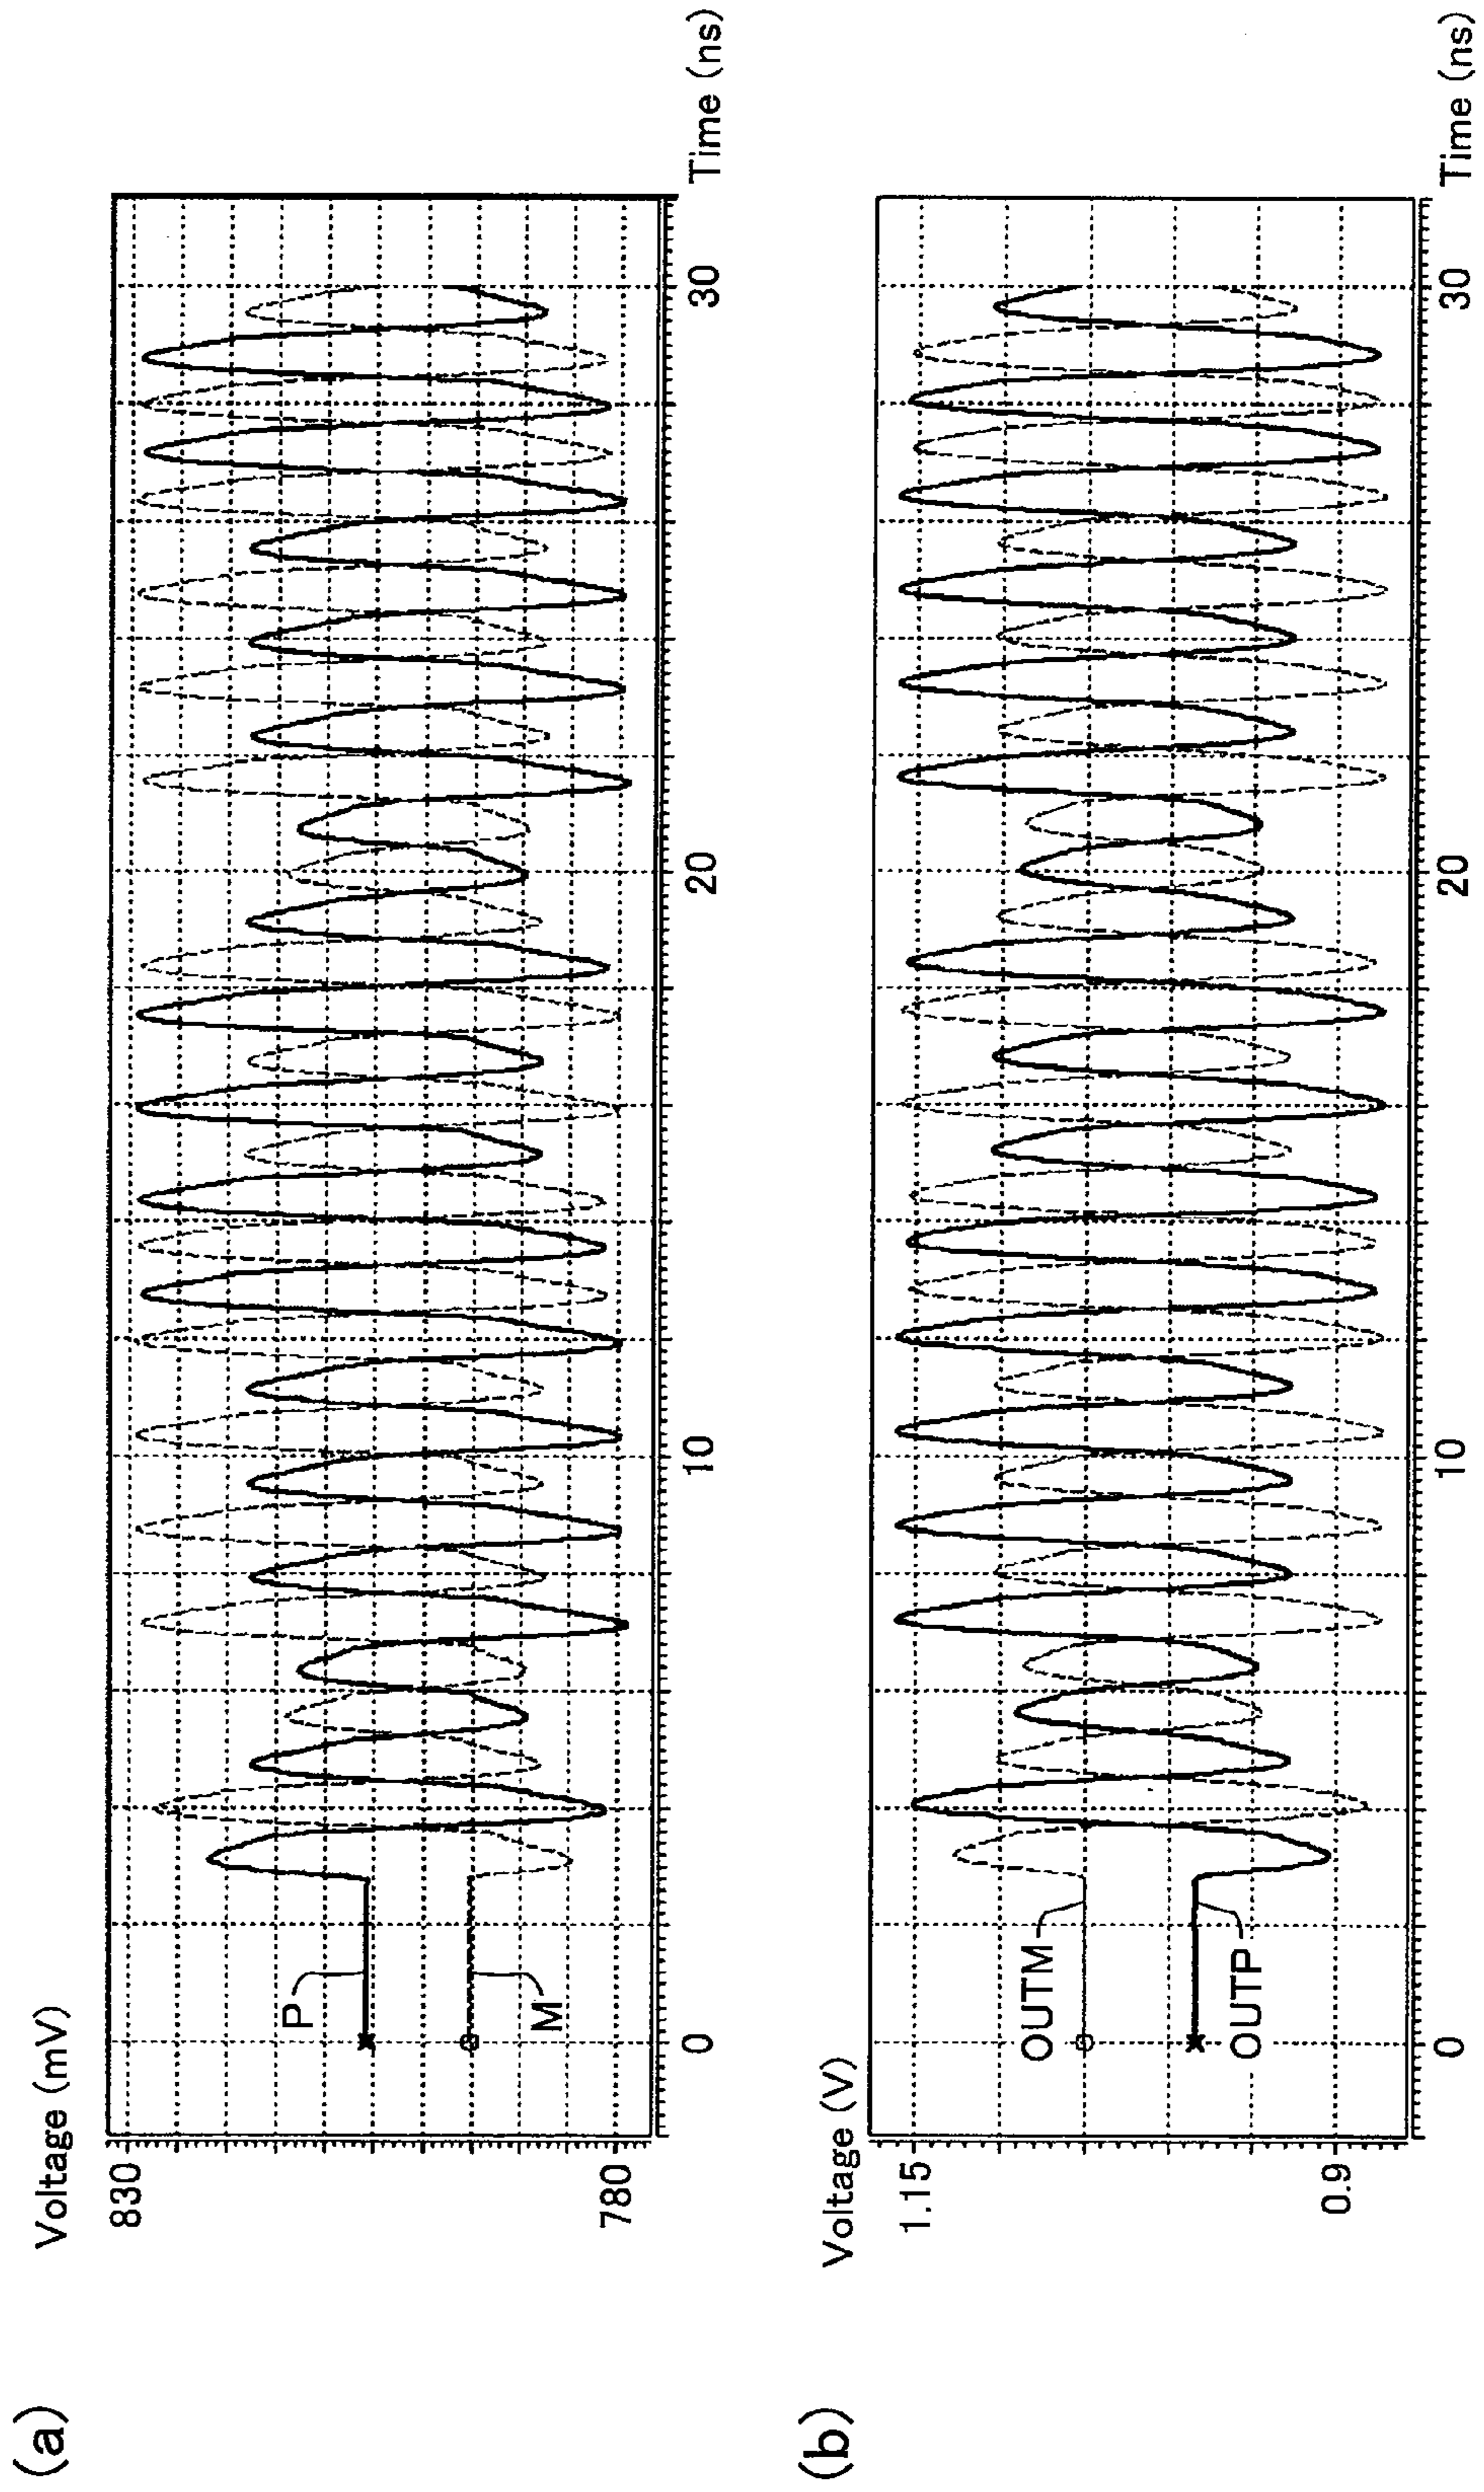 (a)
Voltage (mV)
830
780
P
M
0
10
20
30
Time (ns)
(b)
Voltage (V)
1.15
0.9
OUTM
OUTP
0
10
20
30
Time (ns)